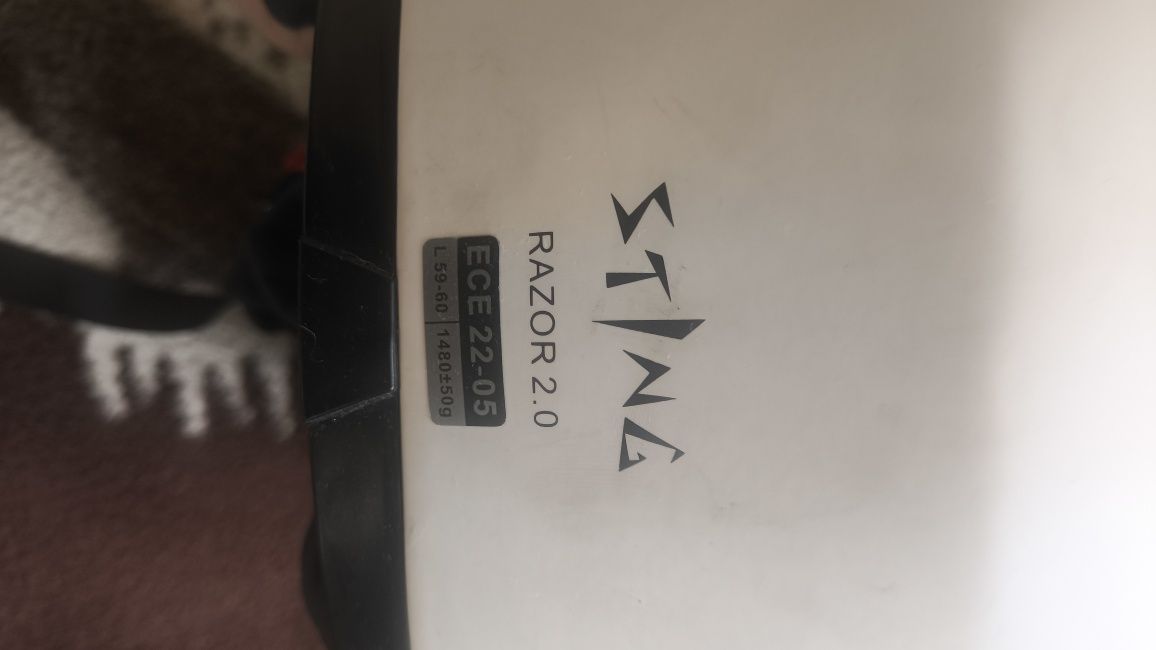 STING
RAZOR 2.0
ECE 22-05
L 59-60 | 1480±50g